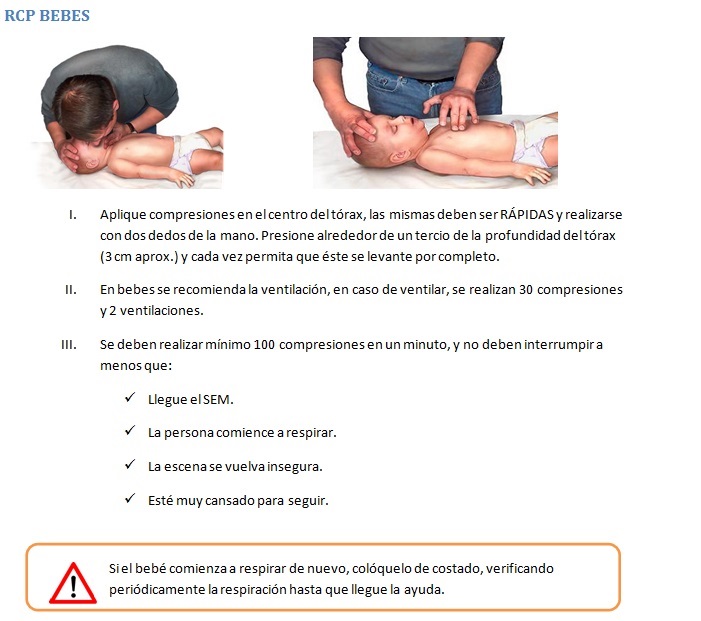 RCP BEBES
I. Aplique compresiones en el centro del tórax, las mismas deben ser RÁPIDAS y realizarse
con dos dedos de la mano. Presione alrededor de un tercio de la profundidad del tórax
(3 cm aprox.) y cada vez permita que éste se levante por completo.
II. En bebes se recomienda la ventilación, en caso de ventilar, se realizan 30 compresiones
y 2 ventilaciones.
III. Se deben realizar mínimo 100 compresiones en un minuto, y no deben interrumpir a
menos que:
✓ Llegue el SEM.
✓ La persona comience a respirar.
✓ La escena se vuelva insegura.
✓ Esté muy cansado para seguir.
!
Si el bebé comienza a respirar de nuevo, colóquelo de costado, verificando
periódicamente la respiración hasta que llegue la ayuda.